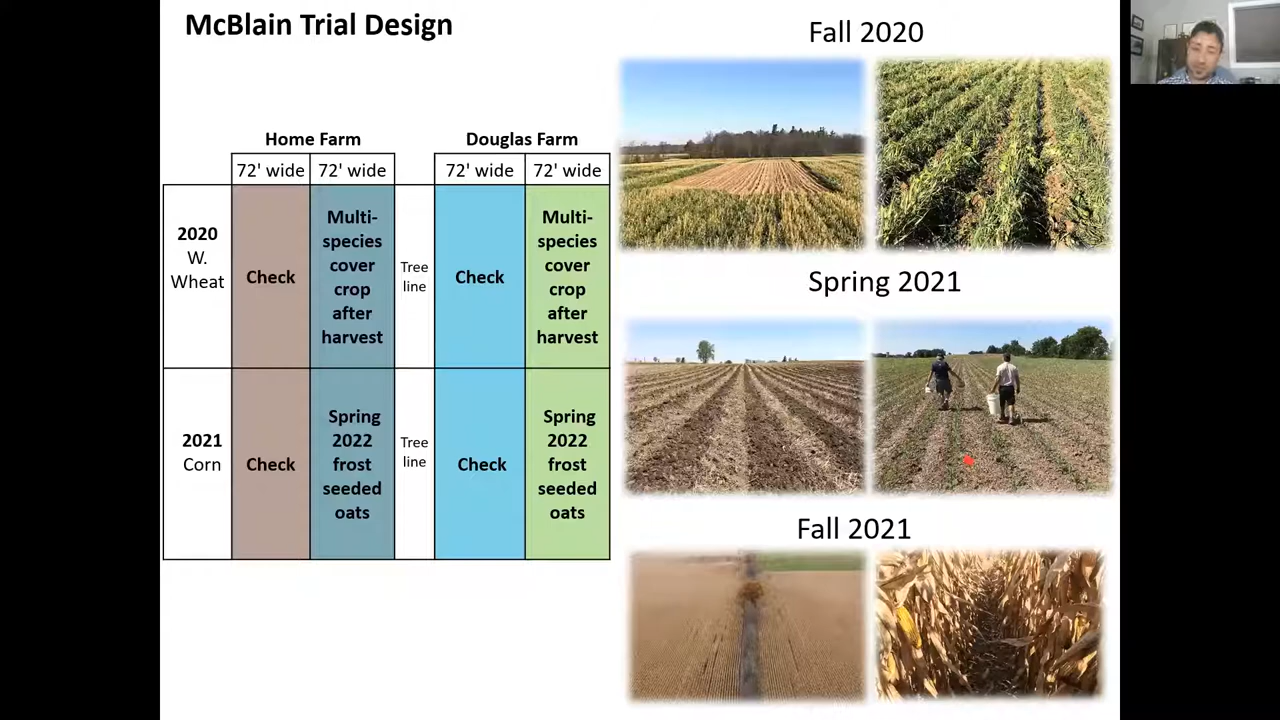 McBlain Trial Design
Home Farm
Douglas Farm
72' wide
72' wide
72' wide
72' wide
2020
W.
Wheat
Check
Multi-
species
cover
crop
after
harvest
Tree
line
Check
Multi-
species
cover
crop
after
harvest
2021
Corn
Check
Spring
2022
frost
seeded
oats
Tree
line
Check
Spring
2022
frost
seeded
oats
Fall 2020
Spring 2021
Fall 2021